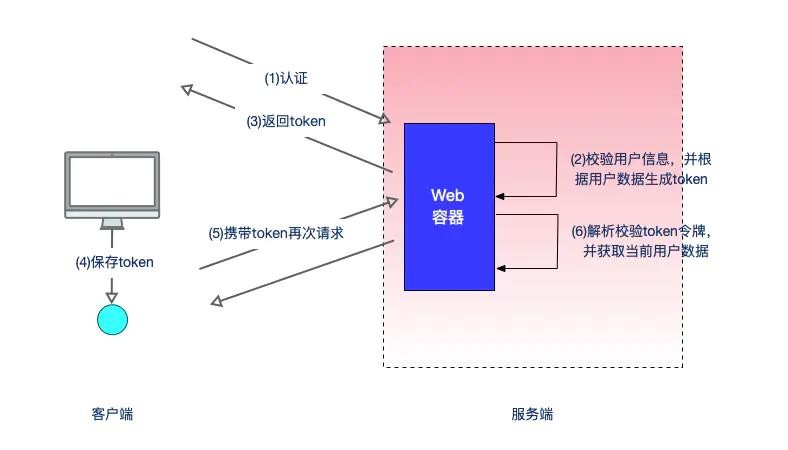 (1)认证
(3)返回token
(2)校验用户信息，并根
据用户数据生成token
Web
容器
(5)携带token再次请求
(6)解析校验token令牌，
并获取当前用户数据
(4)保存token
客户端
服务端